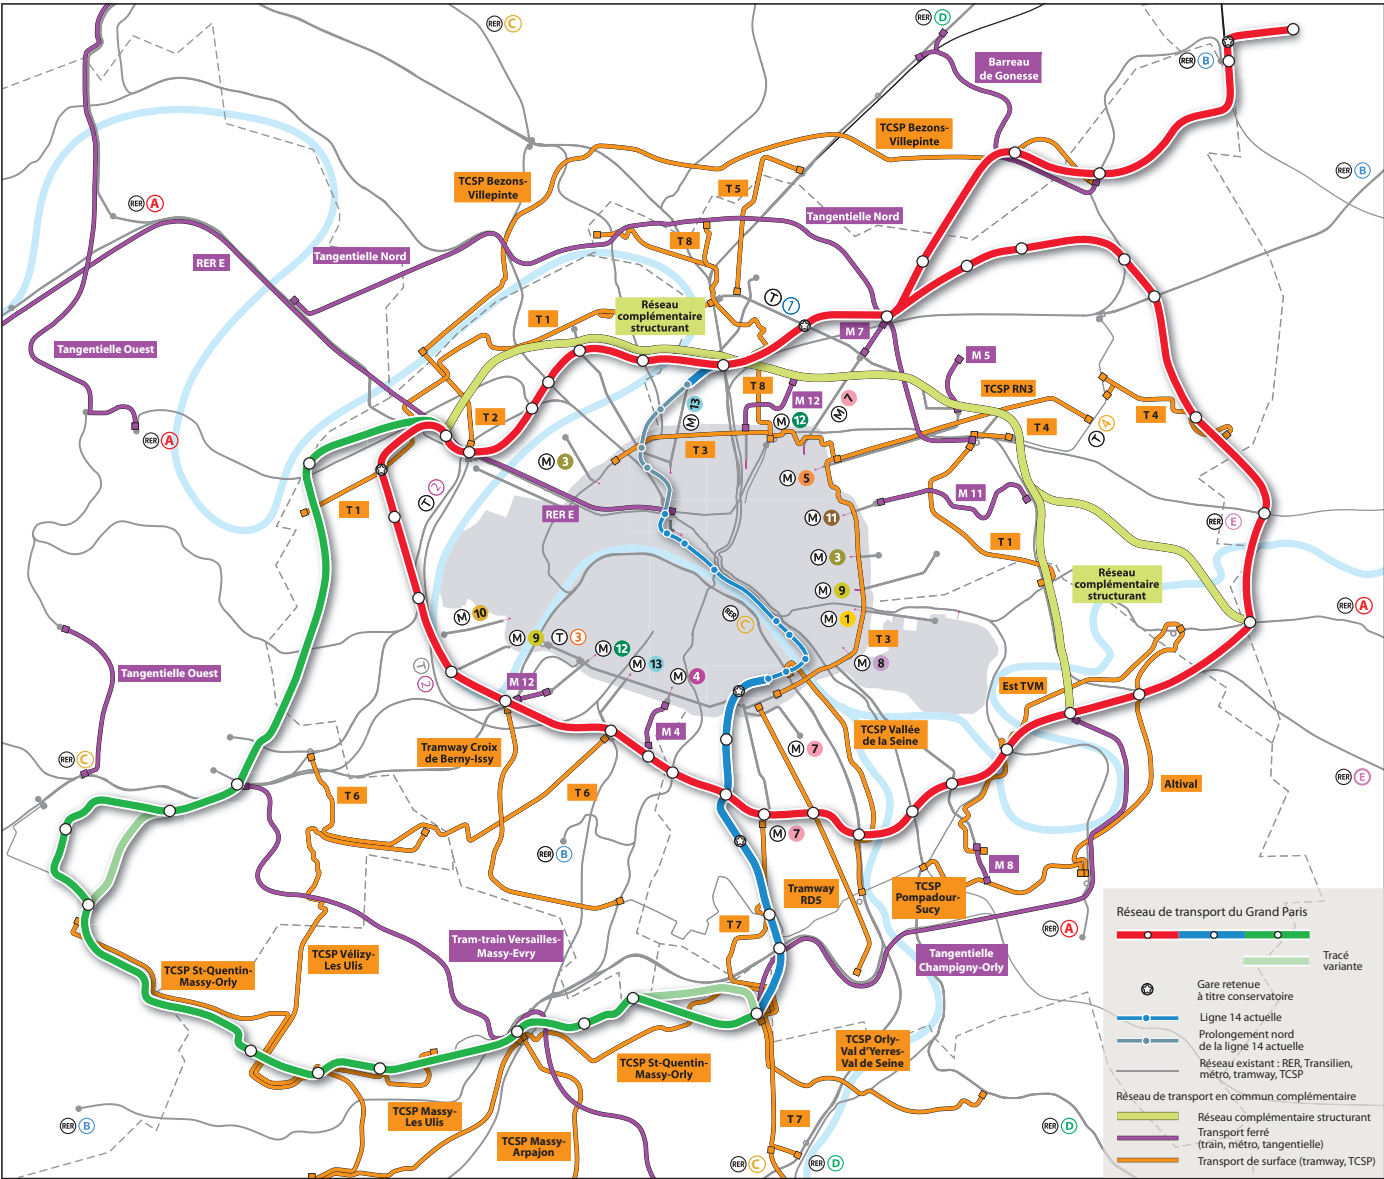 RER C
RER D
Barreau
de Gonesse
RER B
TCSP Bezons-
Villepinte
RER B
TCSP Bezons-
Villepinte
T 5
RER A
Tangentielle Nord
T 8
Tangentielle Nord
RER E
T 1
Réseau
complémentaire
structurant
T 1
M 7
Tangentielle Ouest
M 5
TCSP RN3
T 8
M 12
M 7
M 13
T 2
M 12
T 4
T 4
T 4
RER A
T 3
M 3
M 5
T 2
M 11
T 1
RER E
M 11
RER E
T 1
M 3
Réseau
complémentaire
structurant
M 9
RER A
M 10
RER C
M 1
M 9
T 3
M 12
T 3
M 13
M 8
T 2
M 4
Tangentielle Ouest
M 12
Est TVM
M 4
TCSP Vallée
de la Seine
Tramway Croix
de Berny-Issy
M 7
RER C
RER E
Altival
T 6
T 6
M 7
RER B
M 8
Tramway
RD5
TCSP
Pompadour-
Sucy
T 7
RER A
Tram-train Versailles-
Massy-Evry
TCSP Vélizy-
Les Ulis
Tangentielle
Champigny-Orly
TCSP St-Quentin-
Massy-Orly
TCSP Orly-
Val d'Yerres-
Val de Seine
TCSP St-Quentin-
Massy-Orly
TCSP Massy-
Les Ulis
T 7
RER B
RER D
TCSP Massy-
Arpajon
RER C
RER D
Réseau de transport du Grand Paris
Tracé
variante
Gare retenue
à titre conservatoire
Ligne 14 actuelle
Prolongement nord
de la ligne 14 actuelle
Réseau existant : RER, Transilien,
métro, tramway, TCSP
Réseau de transport en commun complémentaire
Réseau complémentaire structurant
Transport ferré
(train, métro, tangentielle)
Transport de surface (tramway, TCSP)